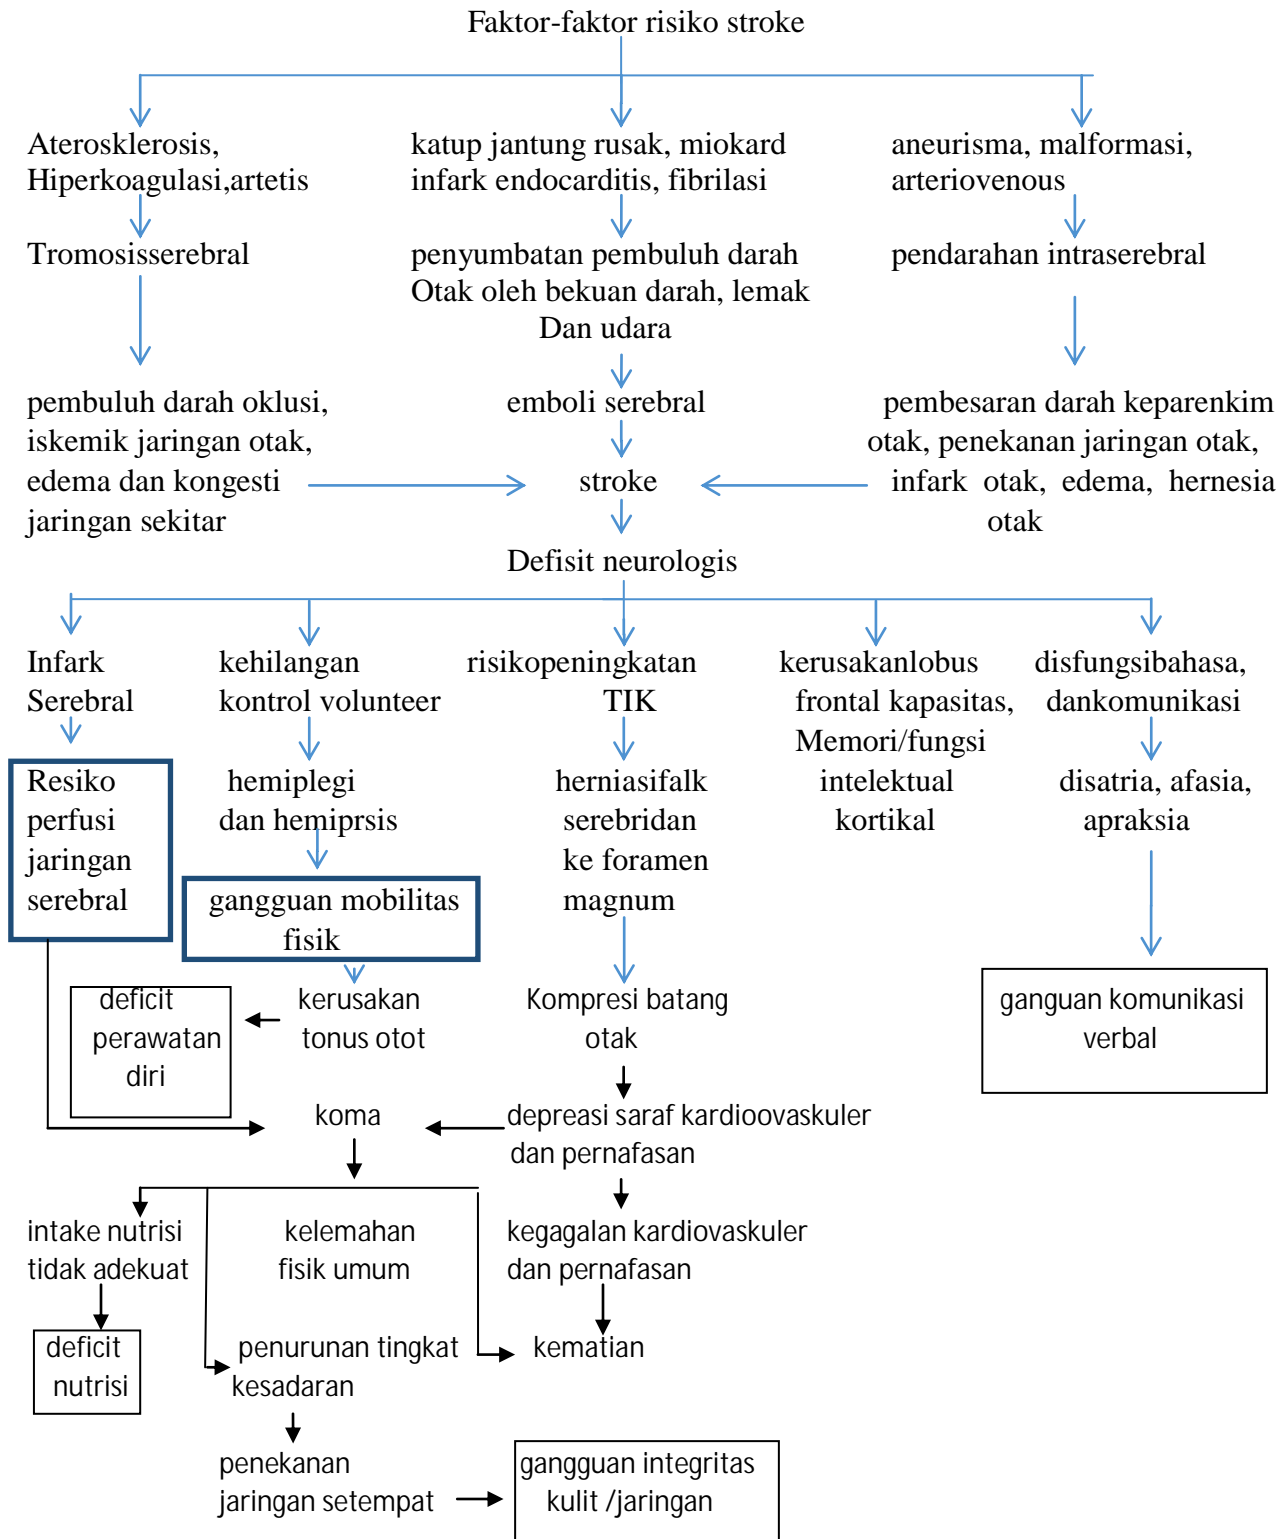 Faktor-faktor risiko stroke
Aterosklerosis,
Hiperkoagulasi,artetis
katup jantung rusak, miokard
infark endocarditis, fibrilasi
aneurisma, malformasi,
arteriovenous
Tromosisserebral
penyumbatan pembuluh darah
Otak oleh bekuan darah, lemak
Dan udara
pendarahan intraserebral
pembuluh darah oklusi,
iskemik jaringan otak,
edema dan kongesti
jaringan sekitar
emboli serebral
stroke
pembesaran darah keparenkim
otak, penekanan jaringan otak,
infark otak, edema, hernesia
otak
Defisit neurologis
Infark
Serebral
kehilangan
kontrol volunteer
risikopeningkatan
TIK
kerusakanlobus
frontal kapasitas,
Memori/fungsi
intelektual
kortikal
disfungsibahasa,
dankomunikasi
Resiko
perfusi
jaringan
serebral
hemiplegi
dan hemiprsis
herniasifalk
serebridan
ke foramen
magnum
disatria, afasia,
apraksia
gangguan mobilitas
fisik
deficit
perawatan
diri
kerusakan
tonus otot
Kompresi batang
otak
ganguan komunikasi
verbal
koma
depreasi saraf kardioovaskuler
dan pernafasan
intake nutrisi
tidak adekuat
kelemahan
fisik umum
kegagalan kardiovaskuler
dan pernafasan
deficit
nutrisi
penurunan tingkat
kesadaran
kematian
penekanan
jaringan setempat
gangguan integritas
kulit /jaringan